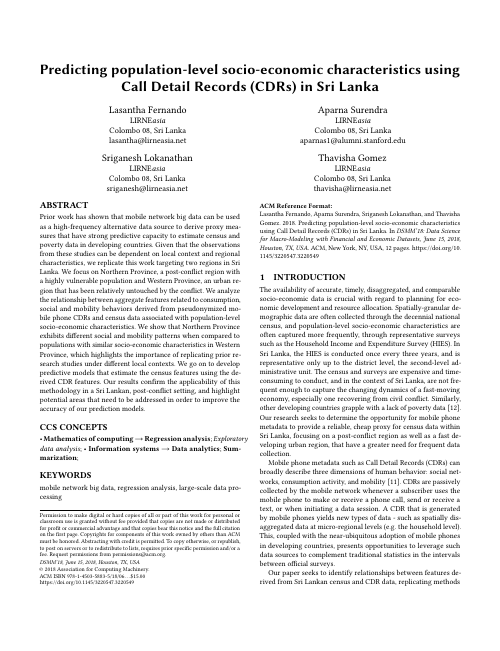 Predicting population-level socio-economic characteristics using
Call Detail Records (CDRs) in Sri Lanka
Lasantha Fernando
LIRNEasia
Colombo 08, Sri Lanka
lasantha@lirneasia.net
Aparna Surendra
LIRNEasia
Colombo 08, Sri Lanka
aparnas1@alumni.stanford.edu
Sriganesh Lokanathan
LIRNEasia
Colombo 08, Sri Lanka
sriganesh@lirneasia.net
Thavisha Gomez
LIRNEasia
Colombo 08, Sri Lanka
thavisha@lirneasia.net
ABSTRACT
Prior work has shown that mobile network big data can be used
as a high-frequency alternative data source to derive proxy mea-
sures that have strong predictive capacity to estimate census and
poverty data in developing countries. Given that the observations
from these studies can be dependent on local context and regional
characteristics, we replicate this work targeting two regions in Sri
Lanka. We focus on Northern Province, a post-conflict region with
a highly vulnerable population and Western Province, an urban re-
gion that has been relatively untouched by the conflict. We analyze
the relationship between aggregate features related to consumption,
social and mobility behaviors derived from pseudonymized mo-
bile phone CDRs and census data associated with population-level
socio-economic characteristics. We show that Northern Province
exhibits different social and mobility patterns when compared to
populations with similar socio-economic characteristics in Western
Province, which highlights the importance of replicating prior re-
search studies under different local contexts. We go on to develop
predictive models that estimate the census features using the de-
rived CDR features. Our results confirm the applicability of this
methodology in a Sri Lankan, post-conflict setting, and highlight
potential areas that need to be addressed in order to improve the
accuracy of our prediction models.
CCS CONCEPTS
• Mathematics of computing → Regression analysis; Exploratory
data analysis; • Information systems → Data analytics; Sum-
marization;
KEYWORDS
mobile network big data, regression analysis, large-scale data pro-
cessing
Permission to make digital or hard copies of all or part of this work for personal or
classroom use is granted without fee provided that copies are not made or distributed
for profit or commercial advantage and that copies bear this notice and the full citation
on the first page. Copyrights for components of this work owned by others than ACM
must be honored. Abstracting with credit is permitted. To copy otherwise, or republish,
to post on servers or to redistribute to lists, requires prior specific permission and/or a
fee. Request permissions from permissions@acm.org.
DSMM'18, June 15, 2018, Houston, TX, USA
© 2018 Association for Computing Machinery.
ACM ISBN 978-1-4503-5883-5/18/06…$15.00
https://doi.org/10.1145/3220547.3220549
ACM Reference Format:
Lasantha Fernando, Aparna Surendra, Sriganesh Lokanathan, and Thavisha
Gomez. 2018. Predicting population-level socio-economic characteristics
using Call Detail Records (CDRs) in Sri Lanka. In DSMM'18: Data Science
for Macro-Modeling with Financial and Economic Datasets, June 15, 2018,
Houston, TX, USA. ACM, New York, NY, USA, 12 pages. https://doi.org/10.
1145/3220547.3220549
1 INTRODUCTION
The availability of accurate, timely, disaggregated, and comparable
socio-economic data is crucial with regard to planning for eco-
nomic development and resource allocation. Spatially-granular de-
mographic data are often collected through the decennial national
census, and population-level socio-economic characteristics are
often captured more frequently, through representative surveys
such as the Household Income and Expenditure Survey (HIES). In
Sri Lanka, the HIES is conducted once every three years, and is
representative only up to the district level, the second-level ad-
ministrative unit. The census and surveys are expensive and time-
consuming to conduct, and in the context of Sri Lanka, are not fre-
quent enough to capture the changing dynamics of a fast-moving
economy, especially one recovering from civil conflict. Similarly,
other developing countries grapple with a lack of poverty data [12].
Our research seeks to determine the opportunity for mobile phone
metadata to provide a reliable, cheap proxy for census data within
Sri Lanka, focusing on a post-conflict region as well as a fast de-
veloping urban region, that have a greater need for frequent data
collection.
Mobile phone metadata such as Call Detail Records (CDRs) can
broadly describe three dimensions of human behavior: social net-
works, consumption activity, and mobility [11]. CDRs are passively
collected by the mobile network whenever a subscriber uses the
mobile phone to make or receive a phone call, send or receive a
text, or when initiating a data session. A CDR that is generated
by mobile phones yields new types of data - such as spatially dis-
aggregated data at micro-regional levels (e.g. the household level).
This, coupled with the near-ubiquitous adoption of mobile phones
in developing countries, presents opportunities to leverage such
data sources to complement traditional statistics in the intervals
between official surveys.
Our paper seeks to identify relationships between features de-
rived from Sri Lankan census and CDR data, replicating methods